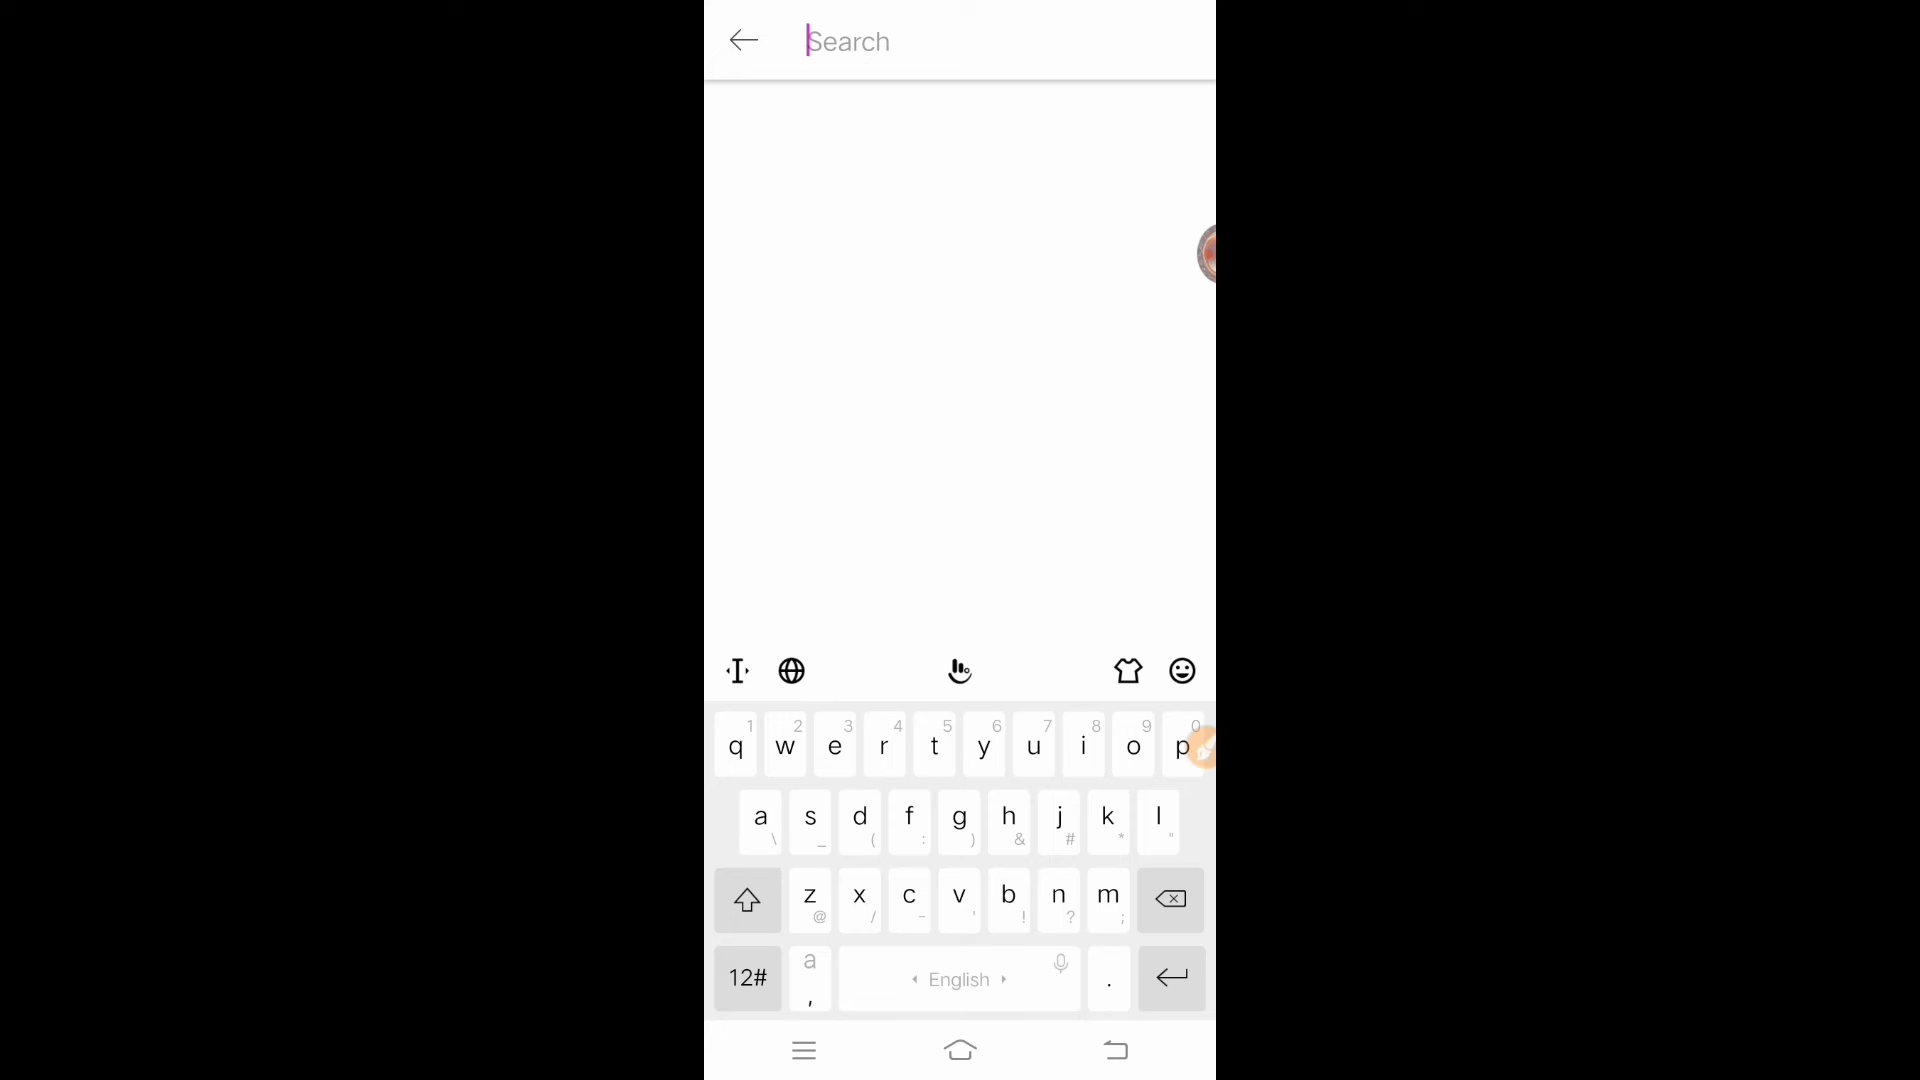 Search
1 2 3 4 5 6 7 8 9 0
q w e r t y u i o p
a s d f g h j k l
\ _ ( : ) & # * "
z x c v b n m
@ / - ' ! ? ;
12# a , English .